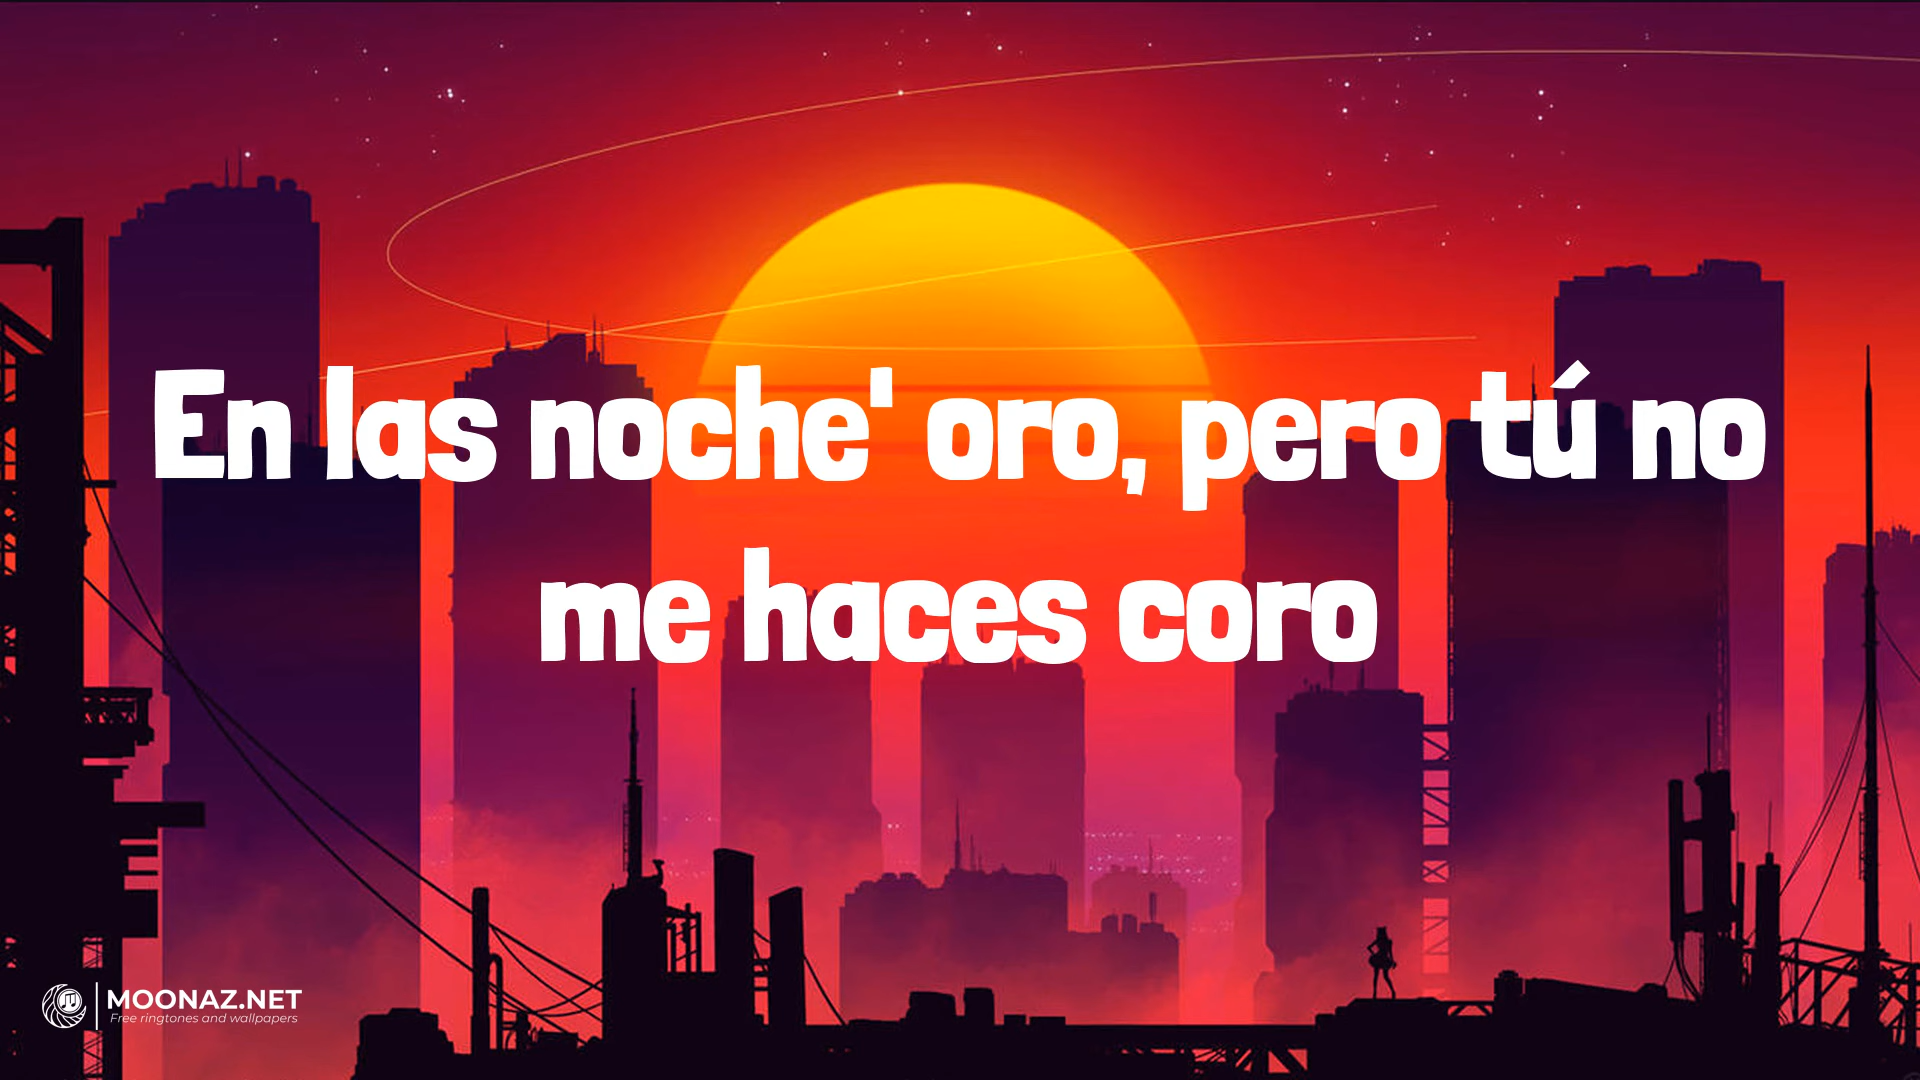 En las noche' oro, pero tú no
me haces coro
MOONAZ.NET
Free ringtones and wallpapers